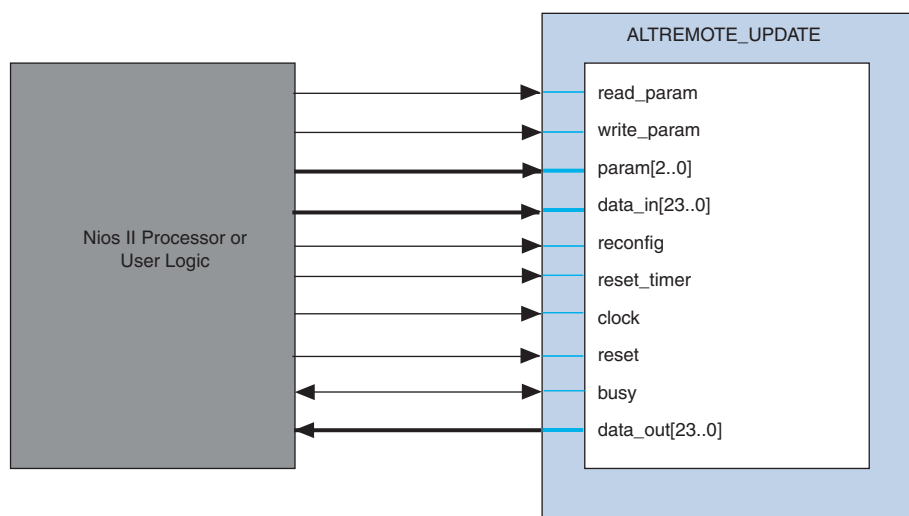 ALTREMOTE_UPDATE
Nios II Processor or
User Logic
read_param
write_param
param[2..0]
data_in[23..0]
reconfig
reset_timer
clock
reset
busy
data_out[23..0]